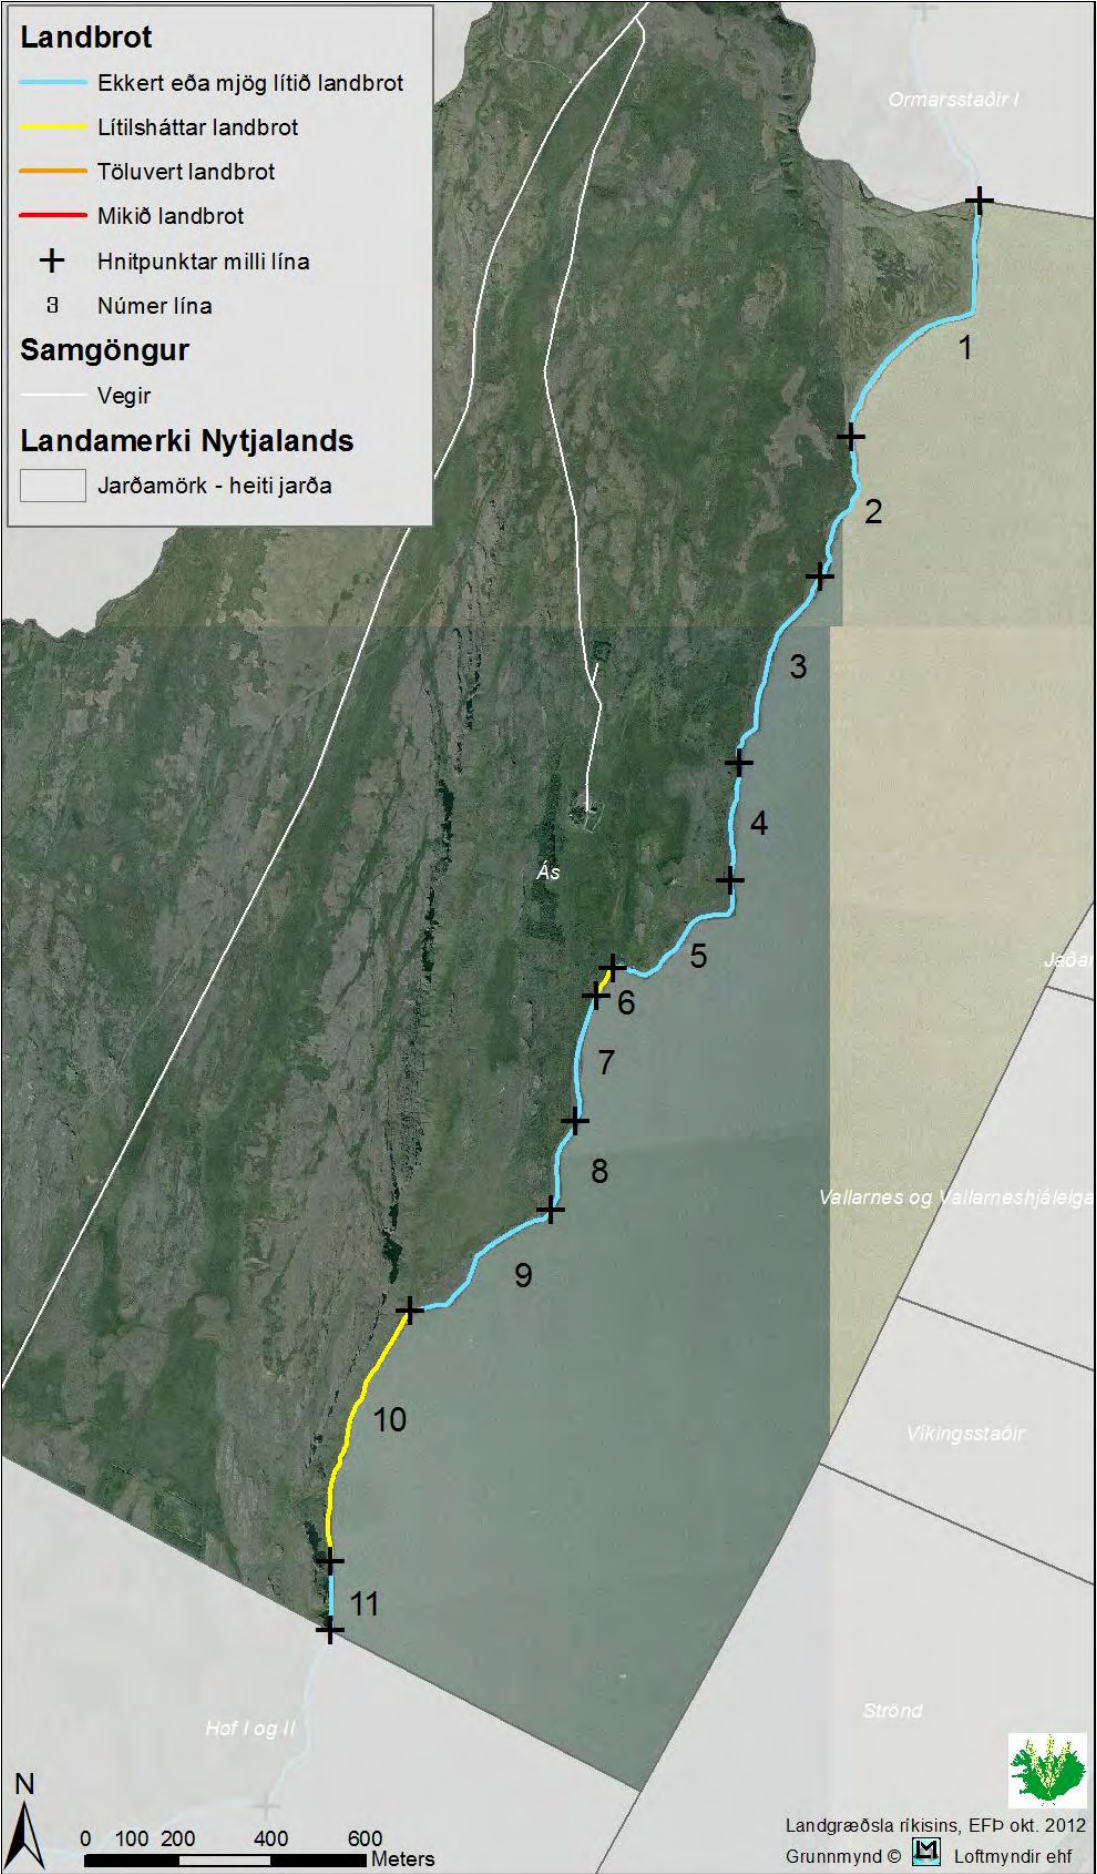 Landbrot
Ekkert eða mjög lítið landbrot
Lítilsháttar landbrot
Töluvert landbrot
Mikið landbrot
Hnitpunktar milli lína
3 Númer lína
Samgöngur
Vegir
Landamerki Nytjalands
Jarðamörk - heiti jarða
Ormarsstaðir I
1
2
3
4
Ás
5
Jaðar
6
7
8
Vallarnes og Vallarneshjáleiga
9
10
Víkingsstaðir
11
Strönd
Hof I og II
N
0 100 200 400 600
Meters
Landgræðsla ríkisins, EFÞ okt. 2012
Grunnmynd © LM Loftmyndir ehf